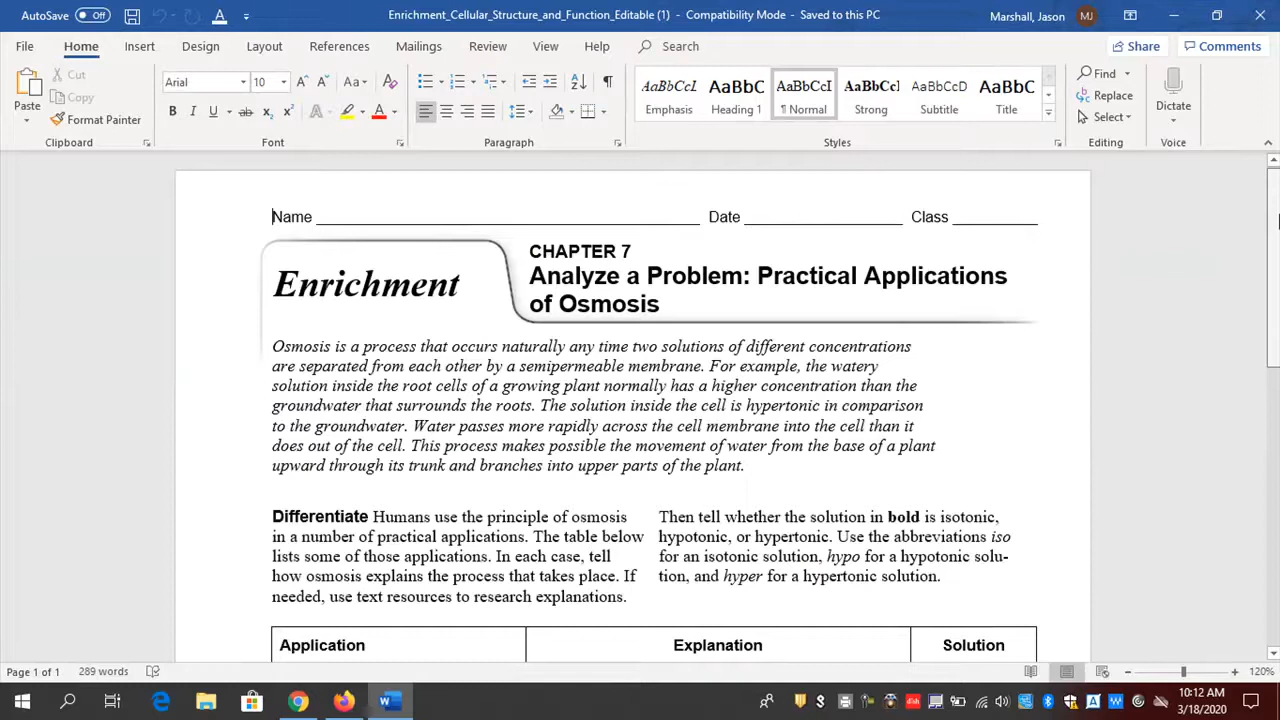 AutoSave Off
Enrichment_Cellular_Structure_and_Function_Editable (1) - Compatibility Mode - Saved to this PC
Marshall, Jason MJ
File Home Insert Design Layout References Mailings Review View Help Search
Share Comments
Paste
Cut
Copy
Format Painter
Clipboard
Arial 10
Font
Paragraph
AaBbCcI AaBbC AaBbCcI AaBbCcI AaBbCcD AaBbC
Emphasis Heading 1 ¶ Normal Strong Subtitle Title
Styles
Find
Replace
Select
Editing
Dictate
Voice
Name Date Class
CHAPTER 7
Enrichment
Analyze a Problem: Practical Applications
of Osmosis
Osmosis is a process that occurs naturally any time two solutions of different concentrations
are separated from each other by a semipermeable membrane. For example, the watery
solution inside the root cells of a growing plant normally has a higher concentration than the
groundwater that surrounds the roots. The solution inside the cell is hypertonic in comparison
to the groundwater. Water passes more rapidly across the cell membrane into the cell than it
does out of the cell. This process makes possible the movement of water from the base of a plant
upward through its trunk and branches into upper parts of the plant.
Differentiate Humans use the principle of osmosis
in a number of practical applications. The table below
lists some of those applications. In each case, tell
how osmosis explains the process that takes place. If
needed, use text resources to research explanations.
Then tell whether the solution in bold is isotonic,
hypotonic, or hypertonic. Use the abbreviations iso
for an isotonic solution, hypo for a hypotonic solu-
tion, and hyper for a hypertonic solution.
Application Explanation Solution
Page 1 of 1 289 words
120%
10:12 AM
3/18/2020